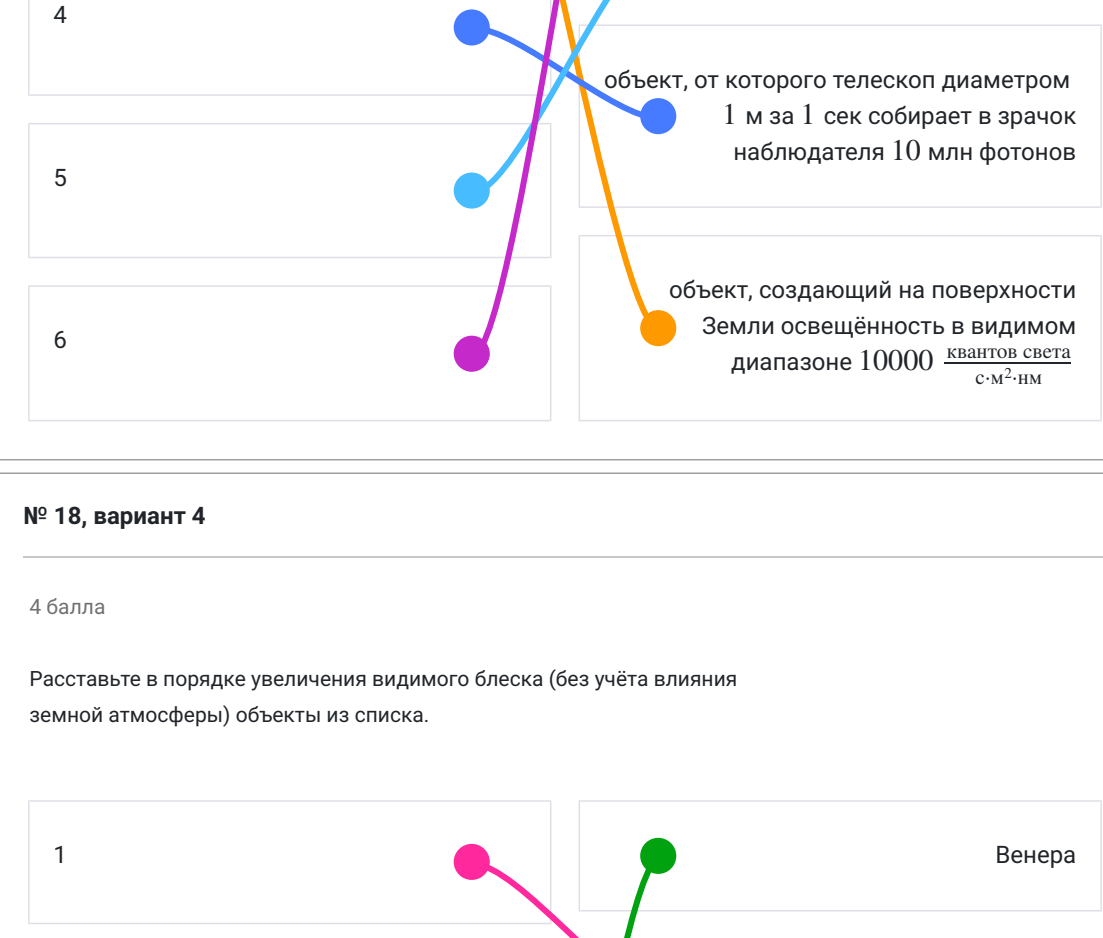 4
объект, от которого телескоп диаметром
1 м за 1 сек собирает в зрачок
наблюдателя 10 млн фотонов
5
6
объект, создающий на поверхности
Земли освещённость в видимом
диапазоне 10000 квантов света / с·м²·нм
№ 18, вариант 4
4 балла
Расставьте в порядке увеличения видимого блеска (без учёта влияния
земной атмосферы) объекты из списка.
1
Венера